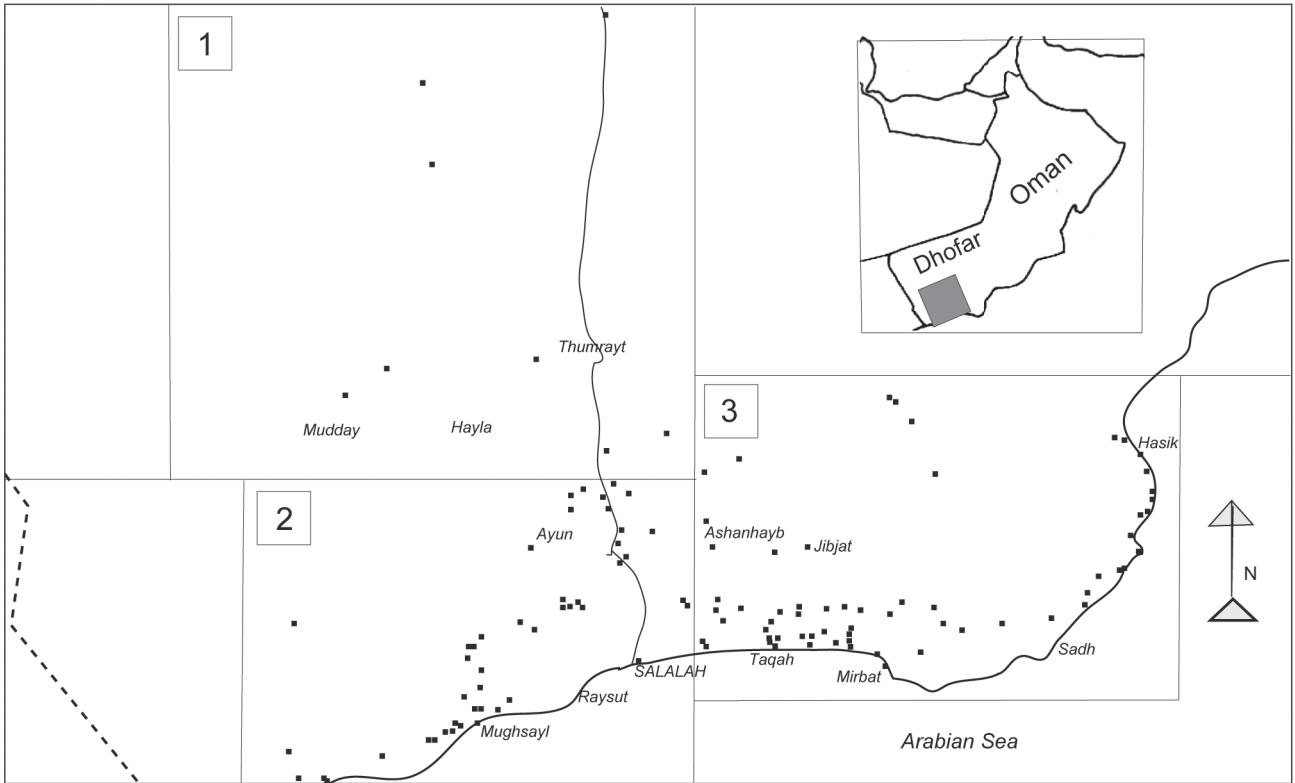 1
Oman
Dhofar
Thumrayt
3
Mudday
Hayla
Hasik
2
Ayun
Ashanhayb
Jibjat
N
SALALAH
Taqah
Mirbat
Sadh
Raysut
Mughsayl
Arabian Sea